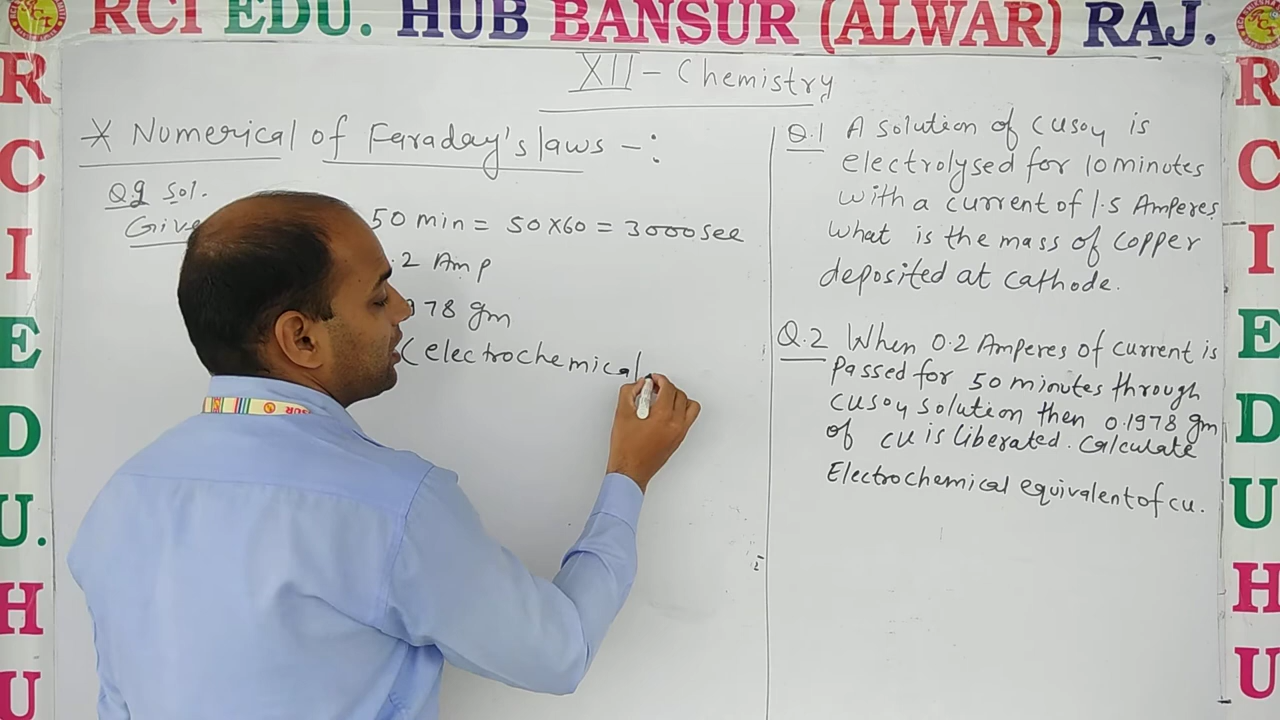 RCI EDU. HUB BANSUR (ALWAR) RAJ.
R
C
I
E
D
U.
H
U
XII - Chemistry
* Numerical of Faraday's laws -:
Q2 Sol.
Give
50 min = 50x60 = 3000 sec
.2 Amp
978 gm
(electrochemical
Q.1 A solution of CuSO4 is
electrolysed for 10 minutes
with a current of 1.5 Amperes
what is the mass of copper
deposited at cathode.
Q.2 When 0.2 Amperes of current is
passed for 50 minutes through
CuSO4 solution then 0.1978 gm
of Cu is liberated. Calculate
Electrochemical equivalent of Cu.
R
C
I
E
D
U.
H
U